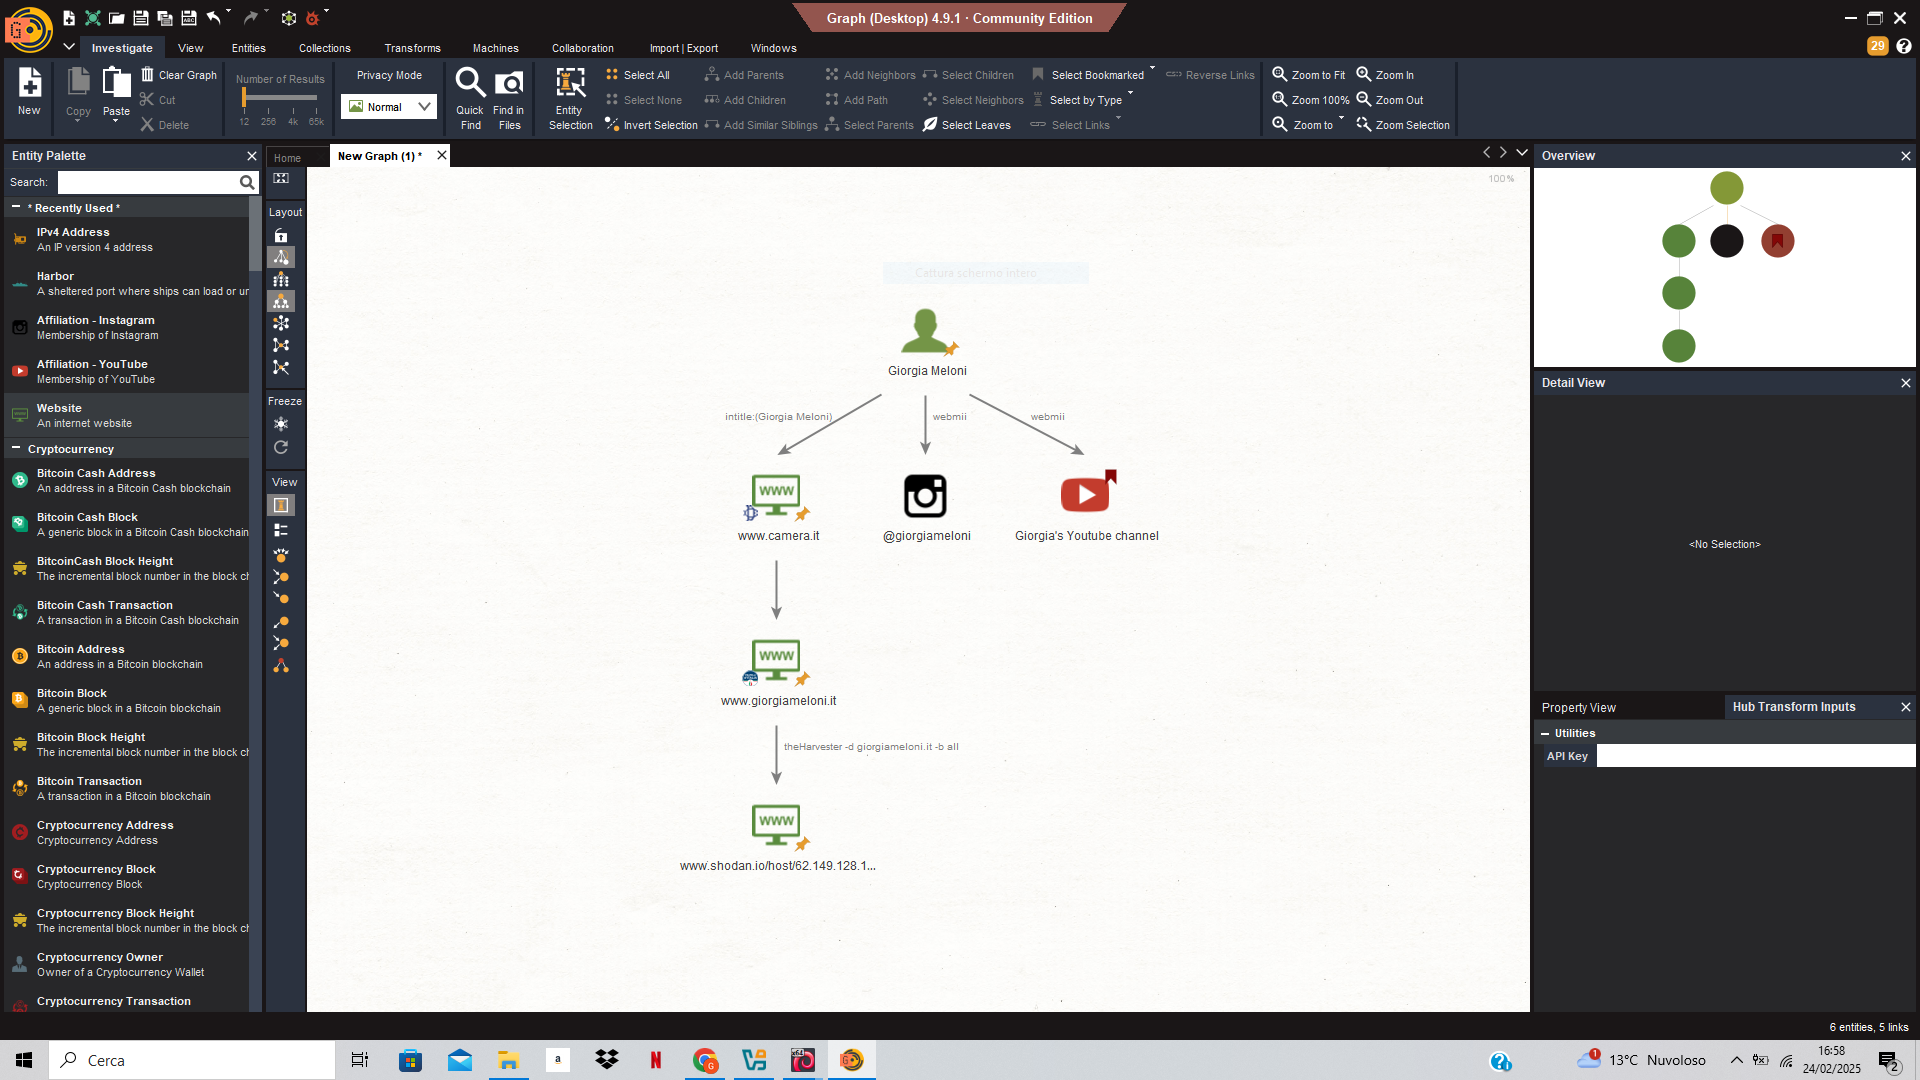 Graph (Desktop) 4.9.1 · Community Edition
Investigate
View
Entities
Collections
Transforms
Machines
Collaboration
Import | Export
Windows
29
New
Copy
Paste
Clear Graph
Cut
Delete
Number of Results
12 256 4k 65k
Privacy Mode
Normal
Quick Find
Find in Files
Entity Selection
Select All
Select None
Invert Selection
Add Parents
Add Children
Add Similar Siblings
Add Neighbors
Add Path
Select Parents
Select Children
Select Neighbors
Select Leaves
Select Bookmarked
Select by Type
Select Links
Reverse Links
Zoom to Fit
Zoom 100%
Zoom to
Zoom In
Zoom Out
Zoom Selection
Entity Palette
Search:
* Recently Used *
IPv4 Address
An IP version 4 address
Harbor
A sheltered port where ships can load or un
Affiliation - Instagram
Membership of Instagram
Affiliation - YouTube
Membership of YouTube
Website
An internet website
Cryptocurrency
Bitcoin Cash Address
An address in a Bitcoin Cash blockchain
Bitcoin Cash Block
A generic block in a Bitcoin Cash blockchain
BitcoinCash Block Height
The incremental block number in the block ch
Bitcoin Cash Transaction
A transaction in a Bitcoin Cash blockchain
Bitcoin Address
An address in a Bitcoin blockchain
Bitcoin Block
A generic block in a Bitcoin blockchain
Bitcoin Block Height
The incremental block number in the block ch
Bitcoin Transaction
A transaction in a Bitcoin blockchain
Cryptocurrency Address
Cryptocurrency Address
Cryptocurrency Block
Cryptocurrency Block
Cryptocurrency Block Height
The incremental block number in the block ch
Cryptocurrency Owner
Owner of a Cryptocurrency Wallet
Cryptocurrency Transaction
Home
New Graph (1) *
Layout
Freeze
View
100%
Cattura schermo intero
Giorgia Meloni
intitle:(Giorgia Meloni)
webmii
webmii
WWW
www.camera.it
@giorgiameloni
Giorgia's Youtube channel
WWW
www.giorgiameloni.it
theHarvester -d giorgiameloni.it -b all
WWW
www.shodan.io/host/62.149.128.1...
Overview
Detail View
<No Selection>
Property View
Hub Transform Inputs
Utilities
API Key
6 entities, 5 links
Cerca
1
13°C Nuvoloso
16:58
24/02/2025
2